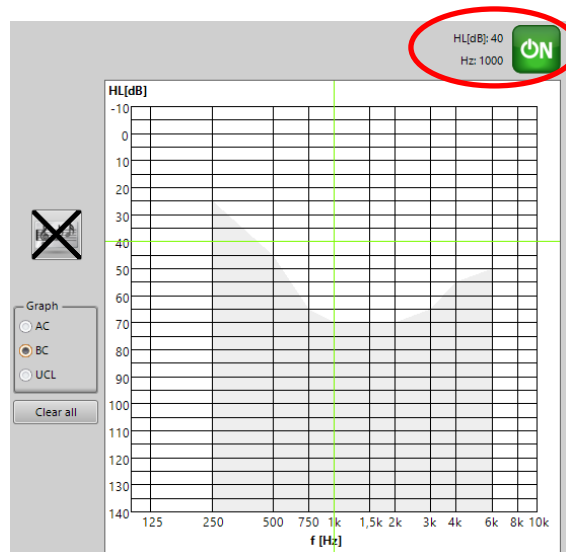 HL[dB]: 40
Hz: 1000
ON
HL[dB]
-10
0
10
20
30
40
50
60
70
80
90
100
110
120
130
140
125 250 500 750 1k 1,5k 2k 3k 4k 6k 8k 10k
f [Hz]
Graph
AC
BC
UCL
Clear all